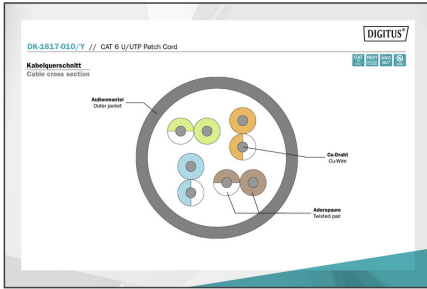 DIGITUS®
DK-1617-010/Y // CAT 6 U/UTP Patch Cord
Kabelquerschnitt
Cable cross section
Außenmantel
Outer jacket
Cu-Draht
Cu-Wire
Aderspaare
Twisted pair